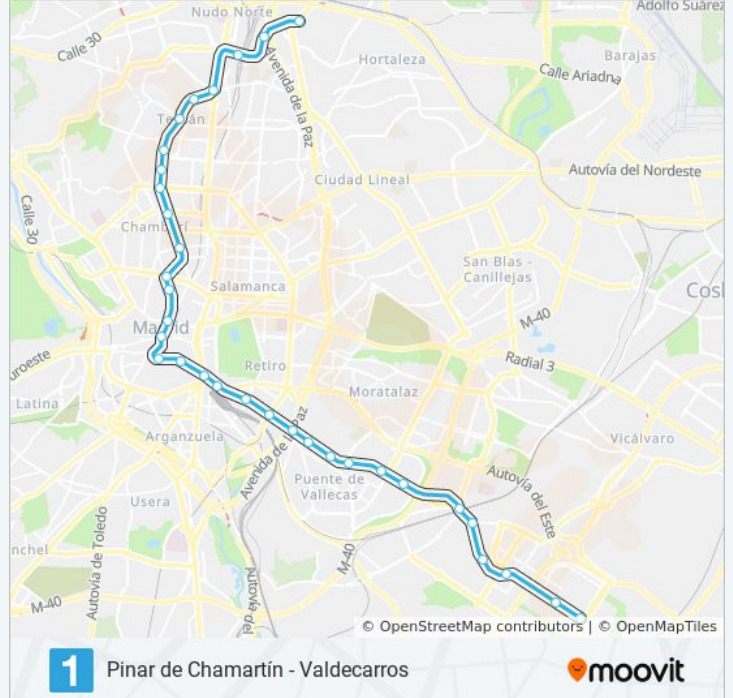 Adolfo Suárez
Nudo Norte
Calle 30
Hortaleza
Barajas
Avenida de la Paz
Calle Ariadna
Tetuán
Ciudad Lineal
Autovía del Nordeste
Calle 30
Chamberí
San Blas -
Canillejas
Salamanca
Cosl
M-40
Madrid
uroeste
Retiro
Radial 3
Latina
Moratalaz
Arganzuela
Avenida de la Paz
Vicálvaro
Puente de
Vallecas
Autovía del Este
Usera
Autovía de Toledo
nchel
M-40
M-40
Autovía del
© OpenStreetMap contributors | © OpenMapTiles
1 Pinar de Chamartín - Valdecarros
moovit